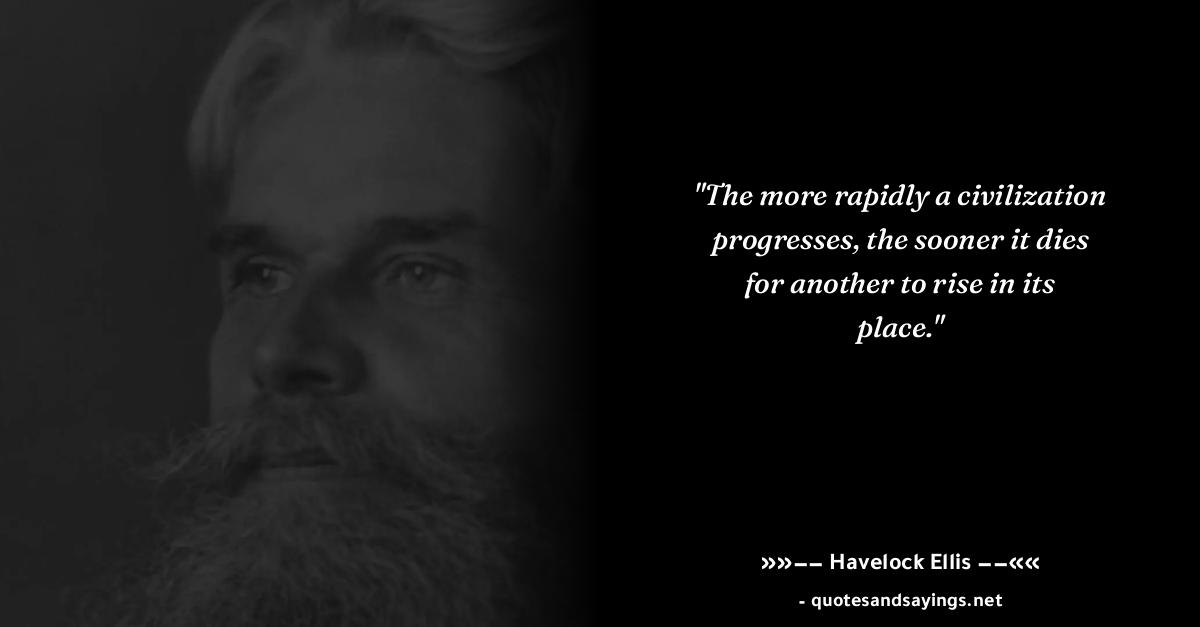 "The more rapidly a civilization
progresses, the sooner it dies
for another to rise in its
place."
»»−− Havelock Ellis −−««
- quotesandsayings.net